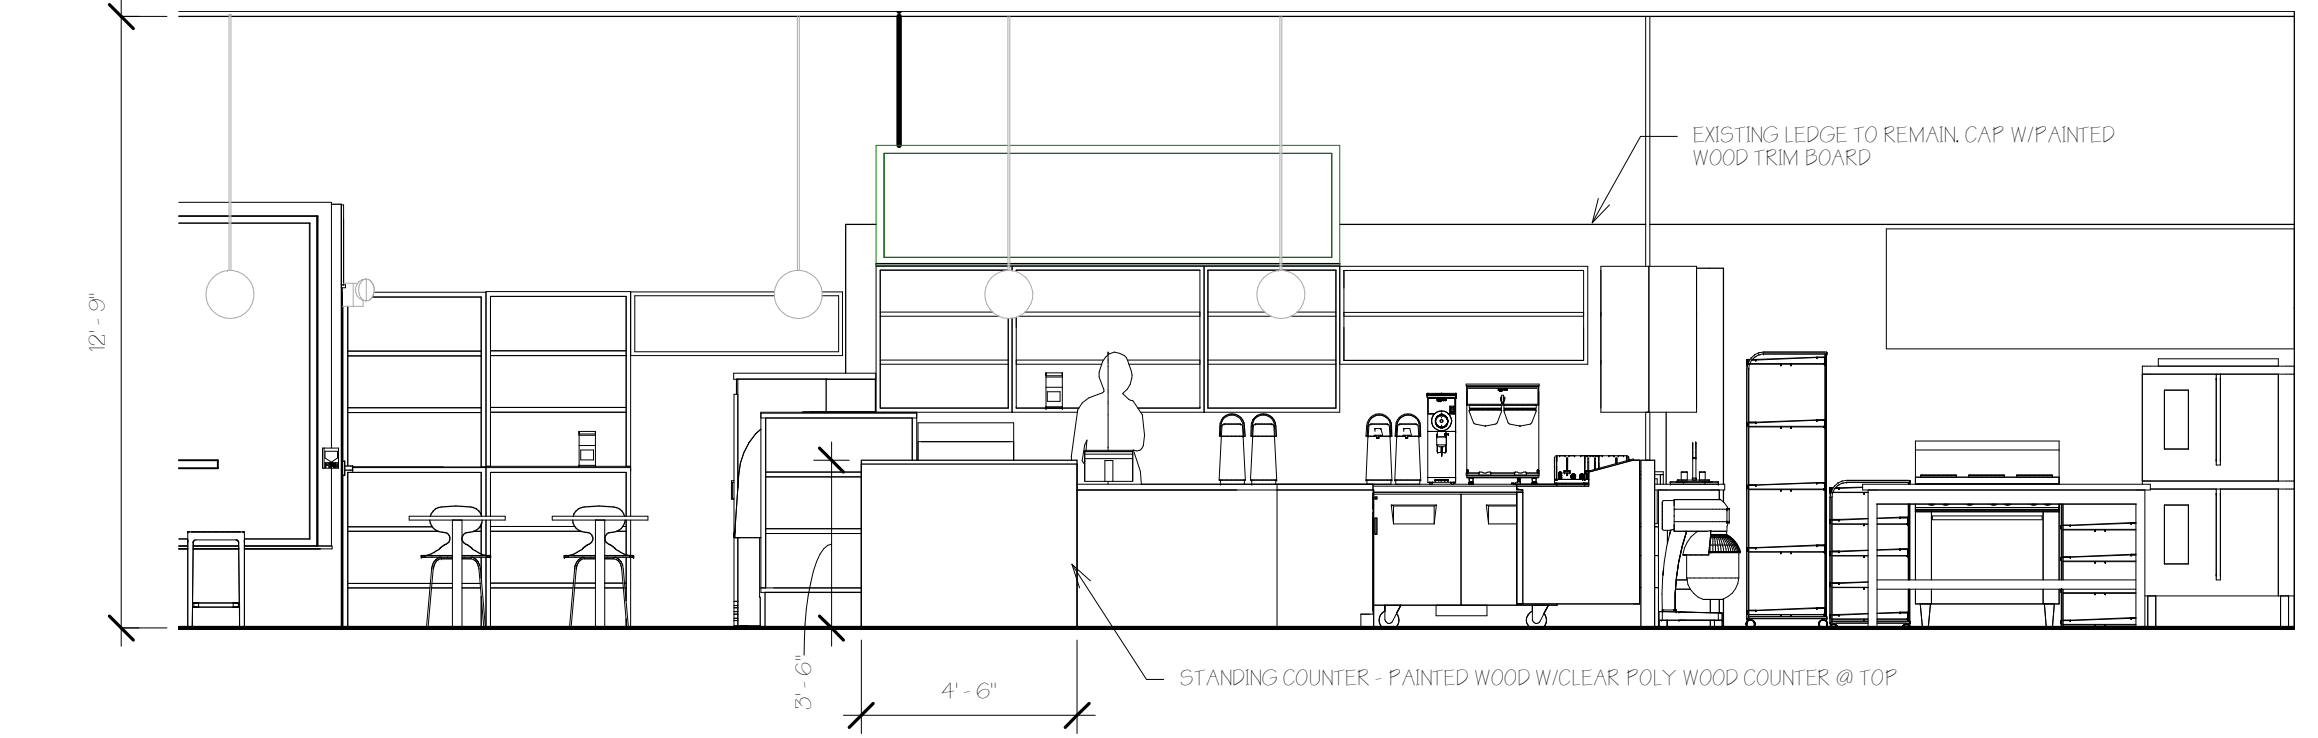 EXISTING LEDGE TO REMAIN. CAP W/PAINTED
WOOD TRIM BOARD
12' - 9"
3' - 6"
4' - 6"
STANDING COUNTER - PAINTED WOOD W/CLEAR POLY WOOD COUNTER @ TOP